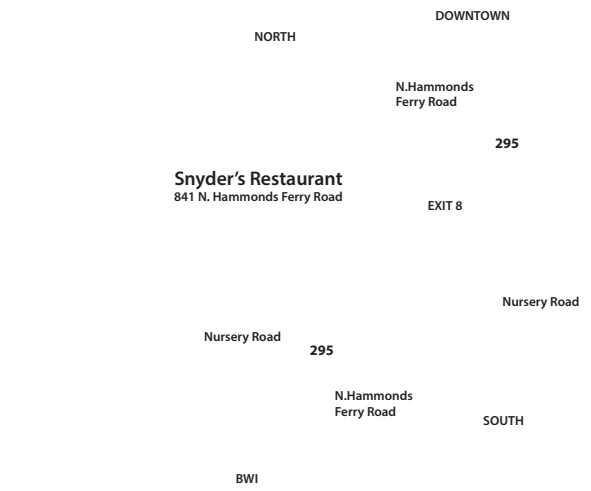 DOWNTOWN
NORTH
N.Hammonds
Ferry Road
295
Snyder's Restaurant
841 N. Hammonds Ferry Road
EXIT 8
Nursery Road
Nursery Road
295
N.Hammonds
Ferry Road
SOUTH
BWI